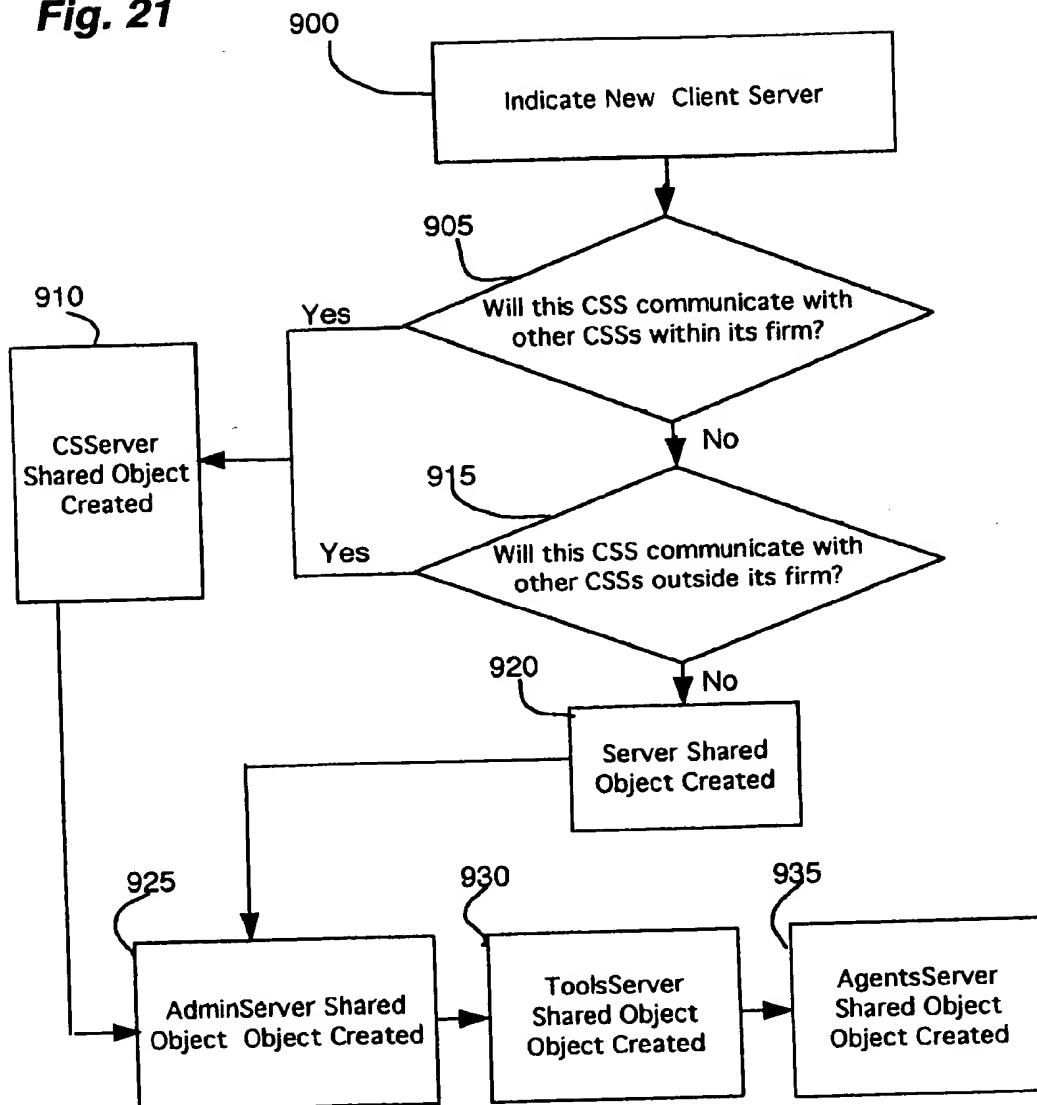 Fig. 21
900
Indicate New Client Server
905
Will this CSS communicate with
other CSSs within its firm?
Yes
910
CSServer
Shared Object
Created
No
915
Will this CSS communicate with
other CSSs outside its firm?
Yes
No
920
Server Shared
Object Created
925
AdminServer Shared
Object Object Created
930
ToolsServer
Shared Object
Object Created
935
AgentsServer
Shared Object
Object Created